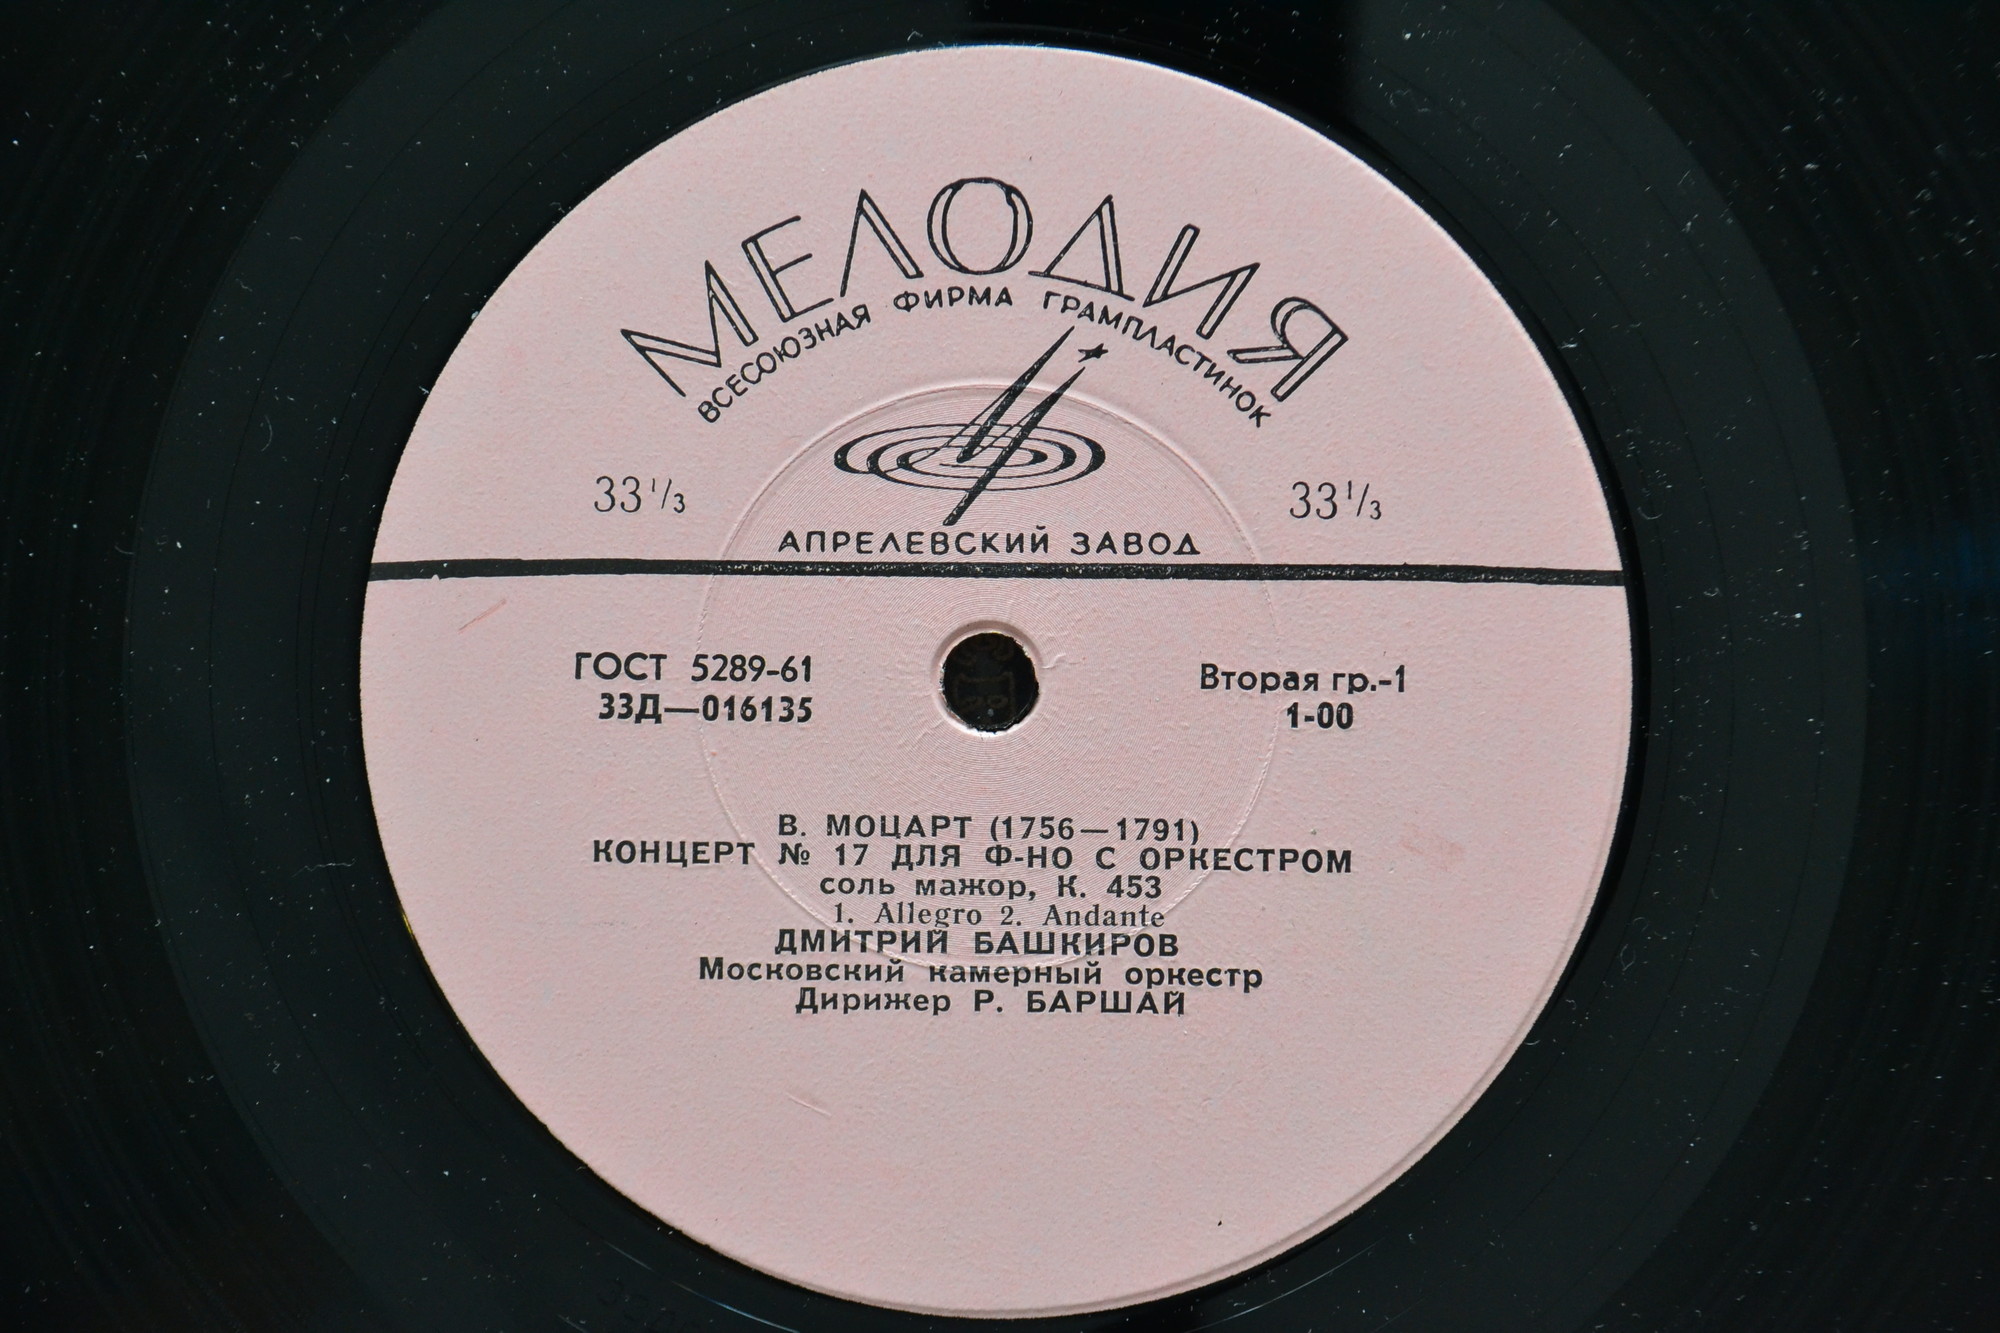 МЕЛОДИЯ
ВСЕСОЮЗНАЯ ФИРМА ГРАМПЛАСТИНОК
33 1/3
33 1/3
АПРЕЛЕВСКИЙ ЗАВОД
ГОСТ 5289-61
33Д—016135
Вторая гр.-1
1-00
В. МОЦАРТ (1756—1791)
КОНЦЕРТ № 17 ДЛЯ Ф-НО С ОРКЕСТРОМ
соль мажор, К. 453
1. Allegro 2. Andante
ДМИТРИЙ БАШКИРОВ
Московский камерный оркестр
Дирижер Р. БАРШАЙ